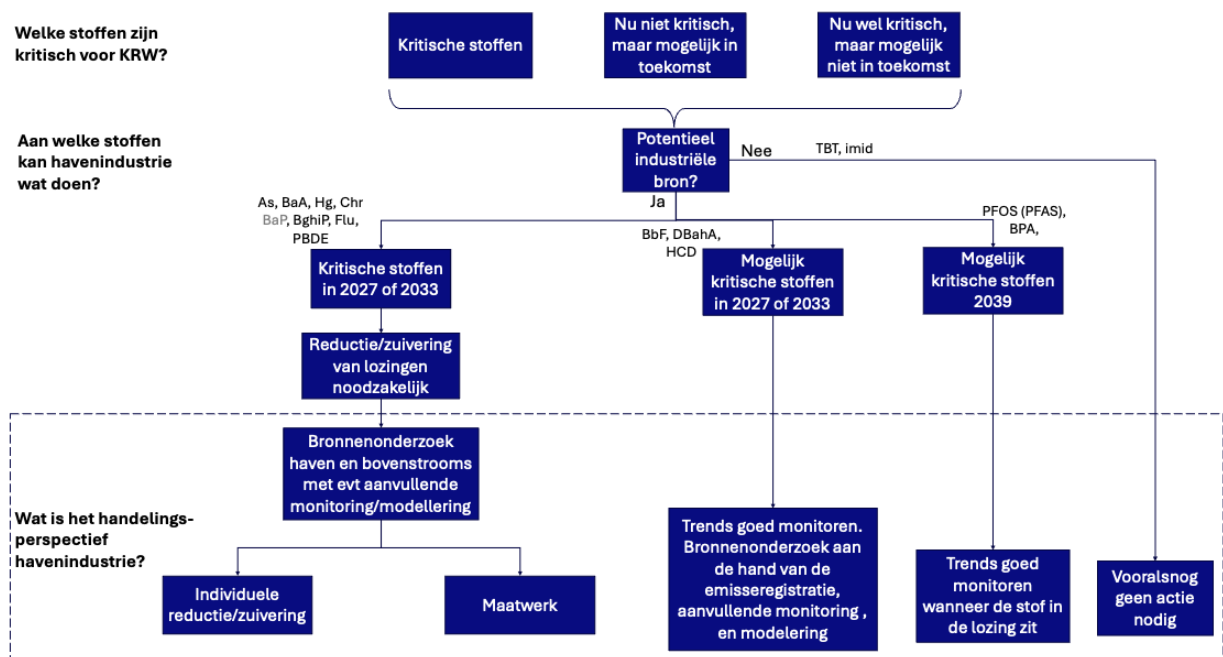 Welke stoffen zijn
kritisch voor KRW?
Kritische stoffen
Nu niet kritisch,
maar mogelijk in
toekomst
Nu wel kritisch,
maar mogelijk
niet in toekomst
Aan welke stoffen
kan havenindustrie
wat doen?
Potentieel
industriële
bron?
Nee
TBT, imid
Ja
As, BaA, Hg, Chr
BaP, BghiP, Flu,
PBDE
BbF, DBahA,
HCD
PFOS (PFAS),
BPA,
Kritische stoffen
in 2027 of 2033
Mogelijk
kritische stoffen
in 2027 of 2033
Mogelijk
kritische stoffen
2039
Reductie/zuivering
van lozingen
noodzakelijk
Wat is het handelings-
perspectief
havenindustrie?
Bronnenonderzoek
haven en bovenstrooms
met evt aanvullende
monitoring/modellering
Individuele
reductie/zuivering
Maatwerk
Trends goed monitoren.
Bronnenonderzoek aan
de hand van de
emisseregistratie,
aanvullende monitoring ,
en modelering
Trends goed
monitoren
wanneer de stof in
de lozing zit
Vooralsnog
geen actie
nodig